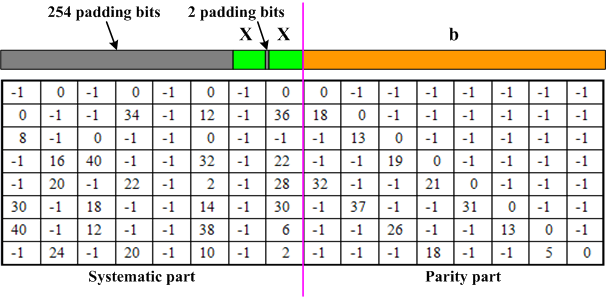 254 padding bits
2 padding bits
X X b
-1 0 -1 0 -1 0 -1 0 0 -1 -1 -1 -1 -1 -1 -1
0 -1 -1 34 -1 12 -1 36 18 0 -1 -1 -1 -1 -1 -1
8 -1 0 -1 -1 0 -1 -1 -1 13 0 -1 -1 -1 -1 -1
-1 16 40 -1 -1 32 -1 22 -1 -1 19 0 -1 -1 -1 -1
-1 20 -1 22 -1 2 -1 28 32 -1 -1 21 0 -1 -1 -1
30 -1 18 -1 -1 14 -1 30 -1 37 -1 -1 31 0 -1 -1
40 -1 12 -1 -1 38 -1 6 -1 -1 26 -1 -1 13 0 -1
-1 24 -1 20 -1 10 -1 2 -1 -1 -1 18 -1 -1 5 0
Systematic part Parity part